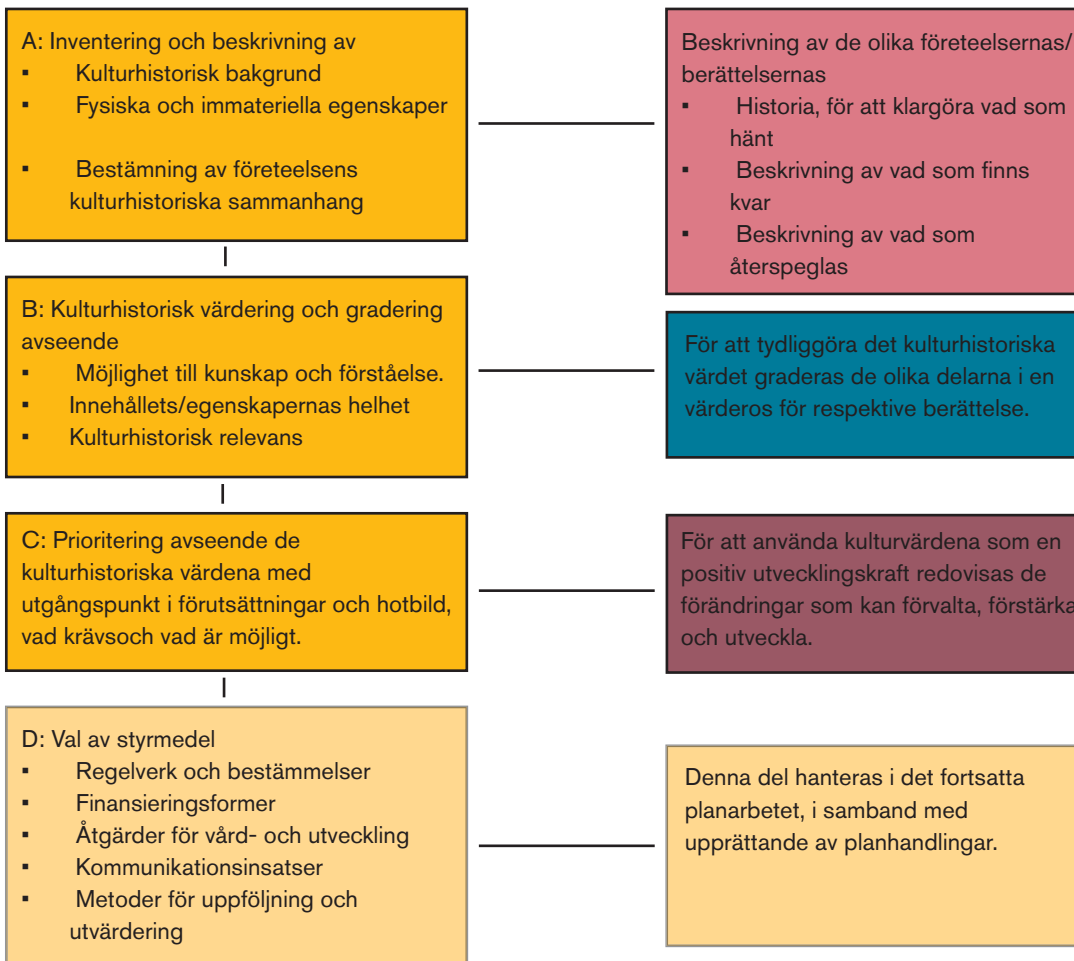 A: Inventering och beskrivning av
▪ Kulturhistorisk bakgrund
▪ Fysiska och immateriella egenskaper
▪ Bestämning av företeelsens
kulturhistoriska sammanhang
Beskrivning av de olika företeelsernas/
berättelsernas
▪ Historia, för att klargöra vad som
hänt
▪ Beskrivning av vad som finns
kvar
▪ Beskrivning av vad som
återspeglas
B: Kulturhistorisk värdering och gradering
avseende
▪ Möjlighet till kunskap och förståelse.
▪ Innehållets/egenskapernas helhet
▪ Kulturhistorisk relevans
För att tydliggöra det kulturhistoriska
värdet graderas de olika delarna i en
värderos för respektive berättelse.
C: Prioritering avseende de
kulturhistoriska värdena med
utgångspunkt i förutsättningar och hotbild,
vad krävsoch vad är möjligt.
För att använda kulturvärdena som en
positiv utvecklingskraft redovisas de
förändringar som kan förvalta, förstärka
och utveckla.
D: Val av styrmedel
▪ Regelverk och bestämmelser
▪ Finansieringsformer
▪ Åtgärder för vård- och utveckling
▪ Kommunikationsinsatser
▪ Metoder för uppföljning och
utvärdering
Denna del hanteras i det fortsatta
planarbetet, i samband med
upprättande av planhandlingar.